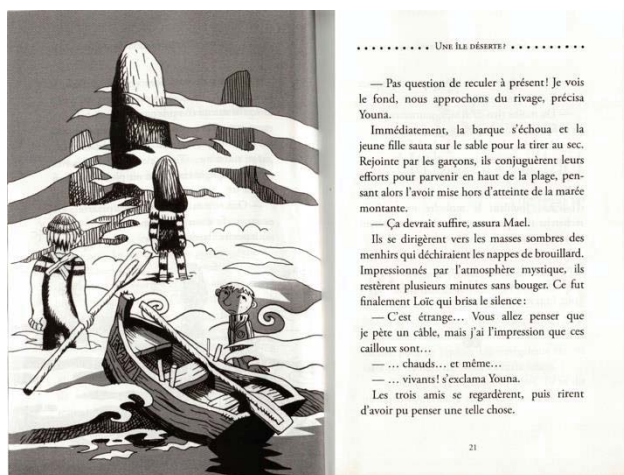 UNE ÎLE DÉSERTE?
— Pas question de reculer à présent! Je vois
le fond, nous approchons du rivage, précisa
Youna.
Immédiatement, la barque s'échoua et la
jeune fille sauta sur le sable pour la tirer au sec.
Rejointe par les garçons, ils conjuguèrent leurs
efforts pour parvenir en haut de la plage, pen-
sant alors l'avoir mise hors d'atteinte de la marée
montante.
— Ça devrait suffire, assura Mael.
Ils se dirigèrent vers les masses sombres des
menhirs qui déchiraient les nappes de brouillard.
Impressionnés par l'atmosphère mystique, ils
restèrent plusieurs minutes sans bouger. Ce fut
finalement Loïc qui brisa le silence:
— C'est étrange... Vous allez penser que
je pète un câble, mais j'ai l'impression que ces
cailloux sont...
— ... chauds... et même...
— ... vivants! s'exclama Youna.
Les trois amis se regardèrent, puis rirent
d'avoir pu penser une telle chose.
21